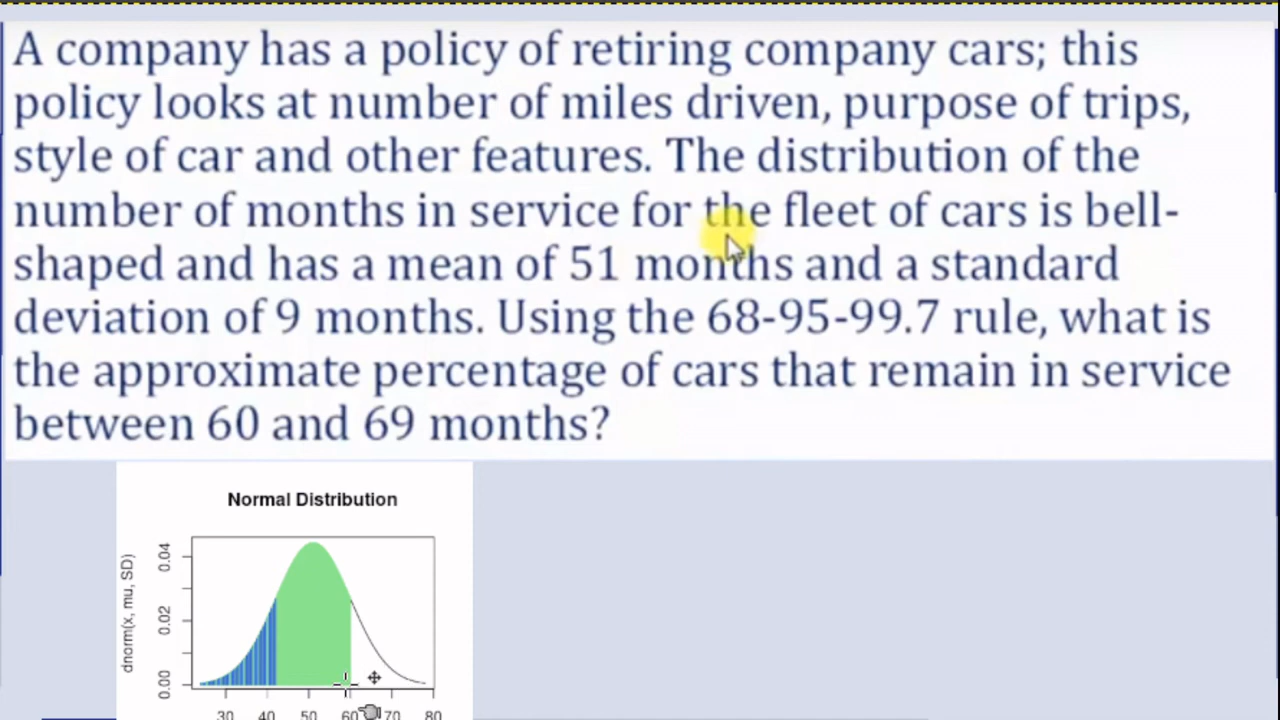 A company has a policy of retiring company cars; this
policy looks at number of miles driven, purpose of trips,
style of car and other features. The distribution of the
number of months in service for the fleet of cars is bell-
shaped and has a mean of 51 months and a standard
deviation of 9 months. Using the 68-95-99.7 rule, what is
the approximate percentage of cars that remain in service
between 60 and 69 months?
Normal Distribution
dnorm(x, mu, SD)
0.04
0.02
0.00
30 40 50 60 70 80